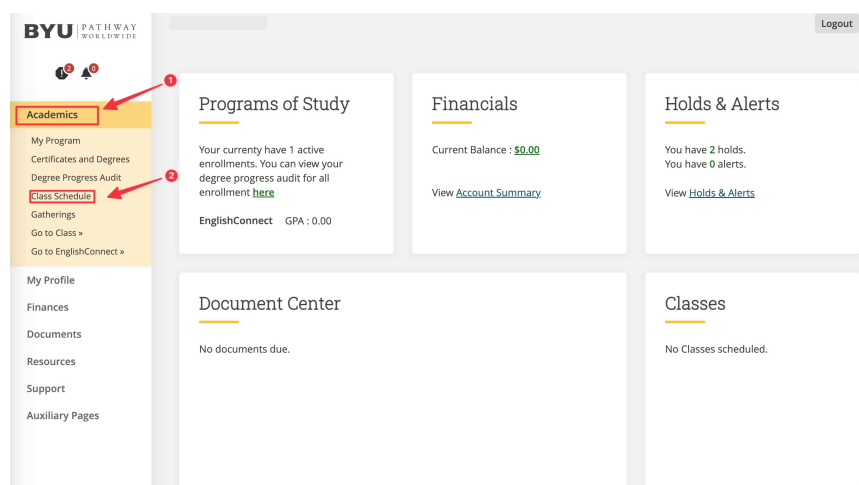 BYU PATHWAY
WORLDWIDE
Logout
2 0
1
Academics
My Program
Certificates and Degrees
Degree Progress Audit
2
Class Schedule
Gatherings
Go to Class »
Go to EnglishConnect »
My Profile
Finances
Documents
Resources
Support
Auxiliary Pages
Programs of Study
Your currenty have 1 active
enrollments. You can view your
degree progress audit for all
enrollment here
EnglishConnect GPA : 0.00
Financials
Current Balance : $0.00
View Account Summary
Holds & Alerts
You have 2 holds.
You have 0 alerts.
View Holds & Alerts
Document Center
No documents due.
Classes
No Classes scheduled.